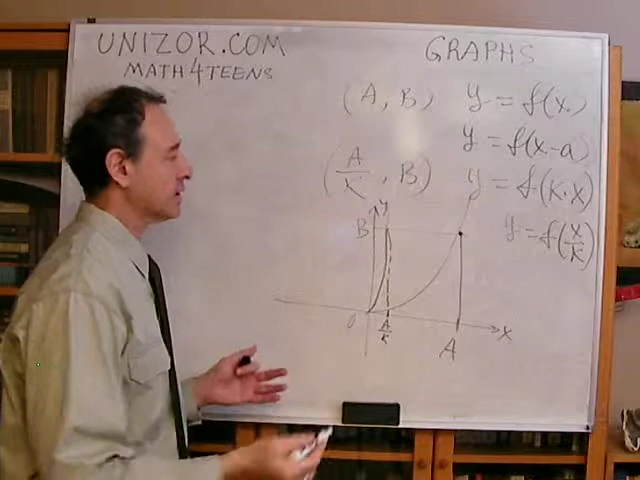 UNIZOR.COM
MATH4TEENS
GRAPHS
(A, B) y = f(x)
y = f(x-a)
(A/K, B) y = f(K·X)
y = f(X/K)
B y
0 A/K A X